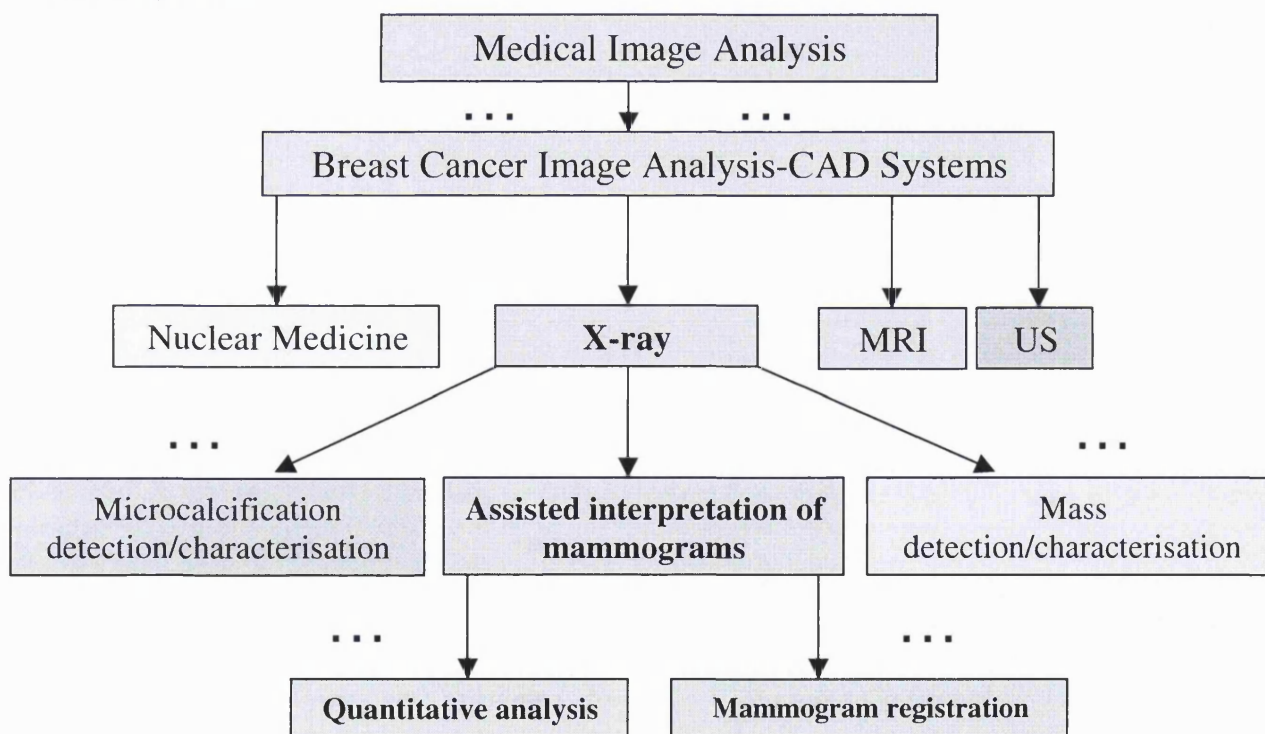 Medical Image Analysis
... ...
Breast Cancer Image Analysis-CAD Systems
Nuclear Medicine
X-ray
MRI
US
... ...
Microcalcification
detection/characterisation
Assisted interpretation of
mammograms
Mass
detection/characterisation
... ...
Quantitative analysis
Mammogram registration